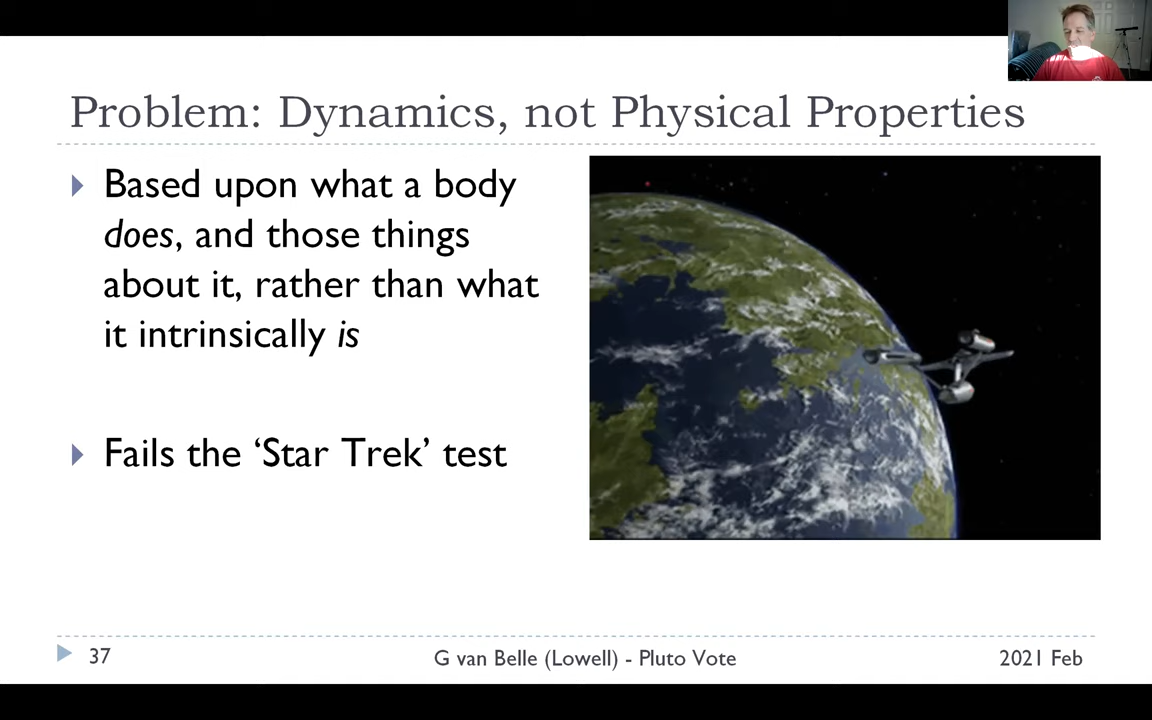 Problem: Dynamics, not Physical Properties
Based upon what a body
does, and those things
about it, rather than what
it intrinsically is
Fails the ‘Star Trek’ test
37
G van Belle (Lowell) - Pluto Vote
2021 Feb